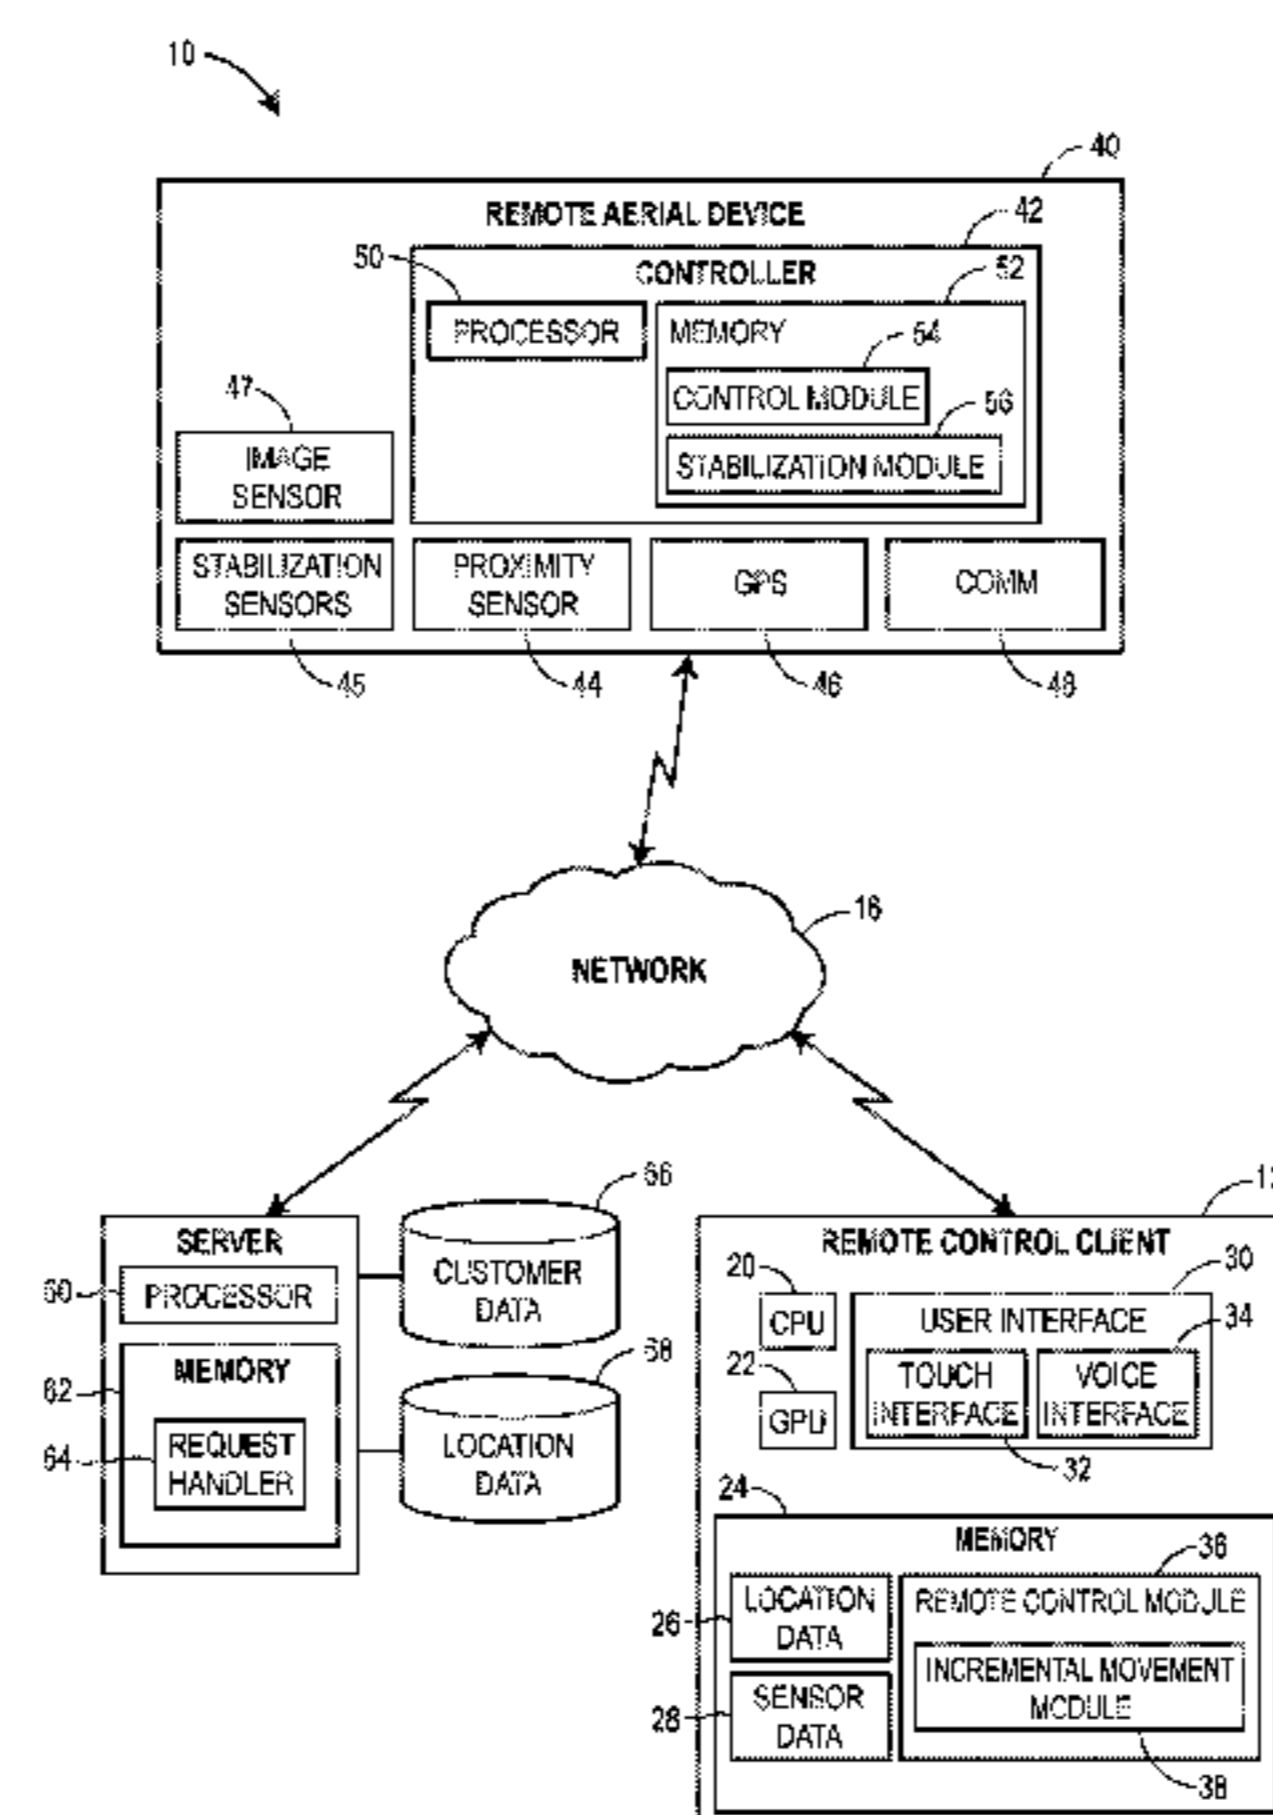 10
40
REMOTE AERIAL DEVICE
42
50
CONTROLLER
52
PROCESSOR
MEMORY
54
CONTROL MODULE
56
STABILIZATION MODULE
47
IMAGE
SENSOR
STABILIZATION
SENSORS
PROXIMITY
SENSOR
GPS
COMM
45
44
46
48
16
NETWORK
66
SERVER
60
PROCESSOR
CUSTOMER
DATA
62
MEMORY
68
64
REQUEST
HANDLER
LOCATION
DATA
REMOTE CONTROL CLIENT
20
30
CPU
USER INTERFACE
34
22
GPU
TOUCH
INTERFACE
VOICE
INTERFACE
32
24
MEMORY
36
26
LOCATION
DATA
REMOTE CONTROL MODULE
28
SENSOR
DATA
INCREMENTAL MOVEMENT
MODULE
38